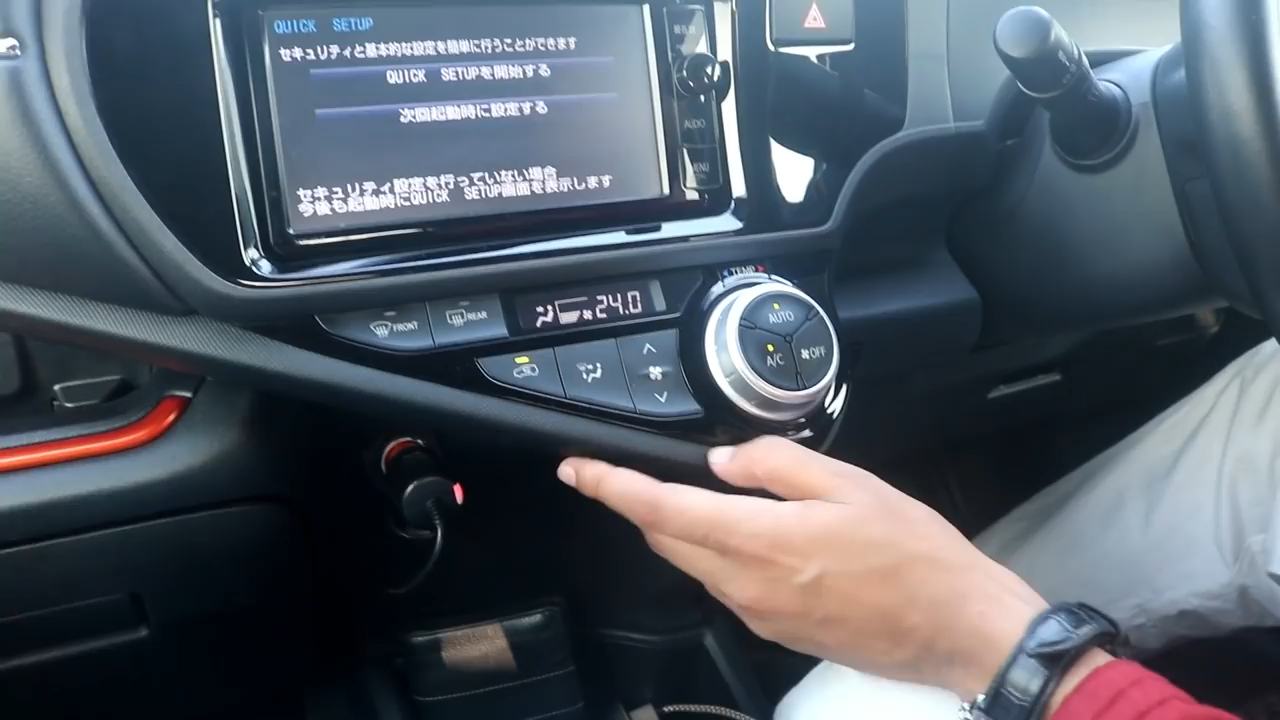 QUICK SETUP
セキュリティと基本的な設定を簡単に行うことができます
QUICK SETUPを開始する
次回起動時に設定する
セキュリティ設定を行っていない場合
今後も起動時にQUICK SETUP画面を表示します
AUDIO
MENU
TEMP
FRONT
REAR
24.0
AUTO
A/C
OFF